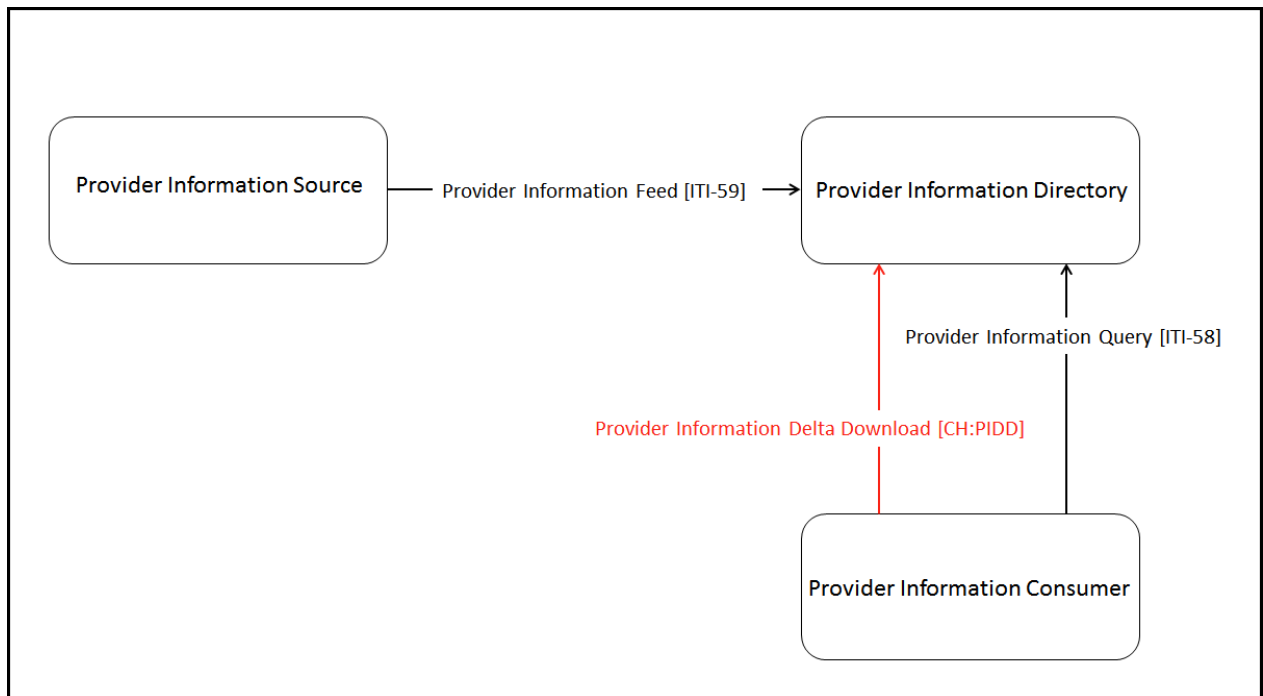 Provider Information Source
Provider Information Feed [ITI-59]
Provider Information Directory
Provider Information Query [ITI-58]
Provider Information Delta Download [CH:PIDD]
Provider Information Consumer